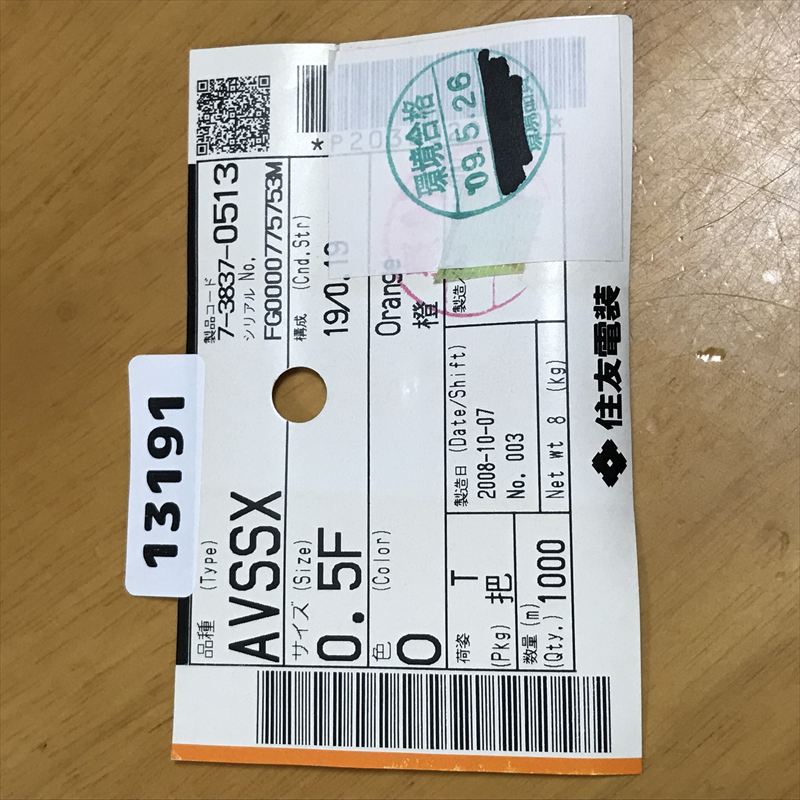 13191
品種 (Type)
AVSSX
製品コード
7-3837-0513
シリアル No.
FG00007757​53M
サイズ (Size)
0.5F
構成 (Cnd.Str)
19/0.19
色 (Color)
O
Orange
橙
荷姿
(Pkg)
T
把
製造日 (Date/Shift)
2008-10-07
No. 003
製造
数量 (m)
(Qty.)
1000
Net Wt 8 (kg)
住友電装
*P203
*
環境合格
'09.5.26